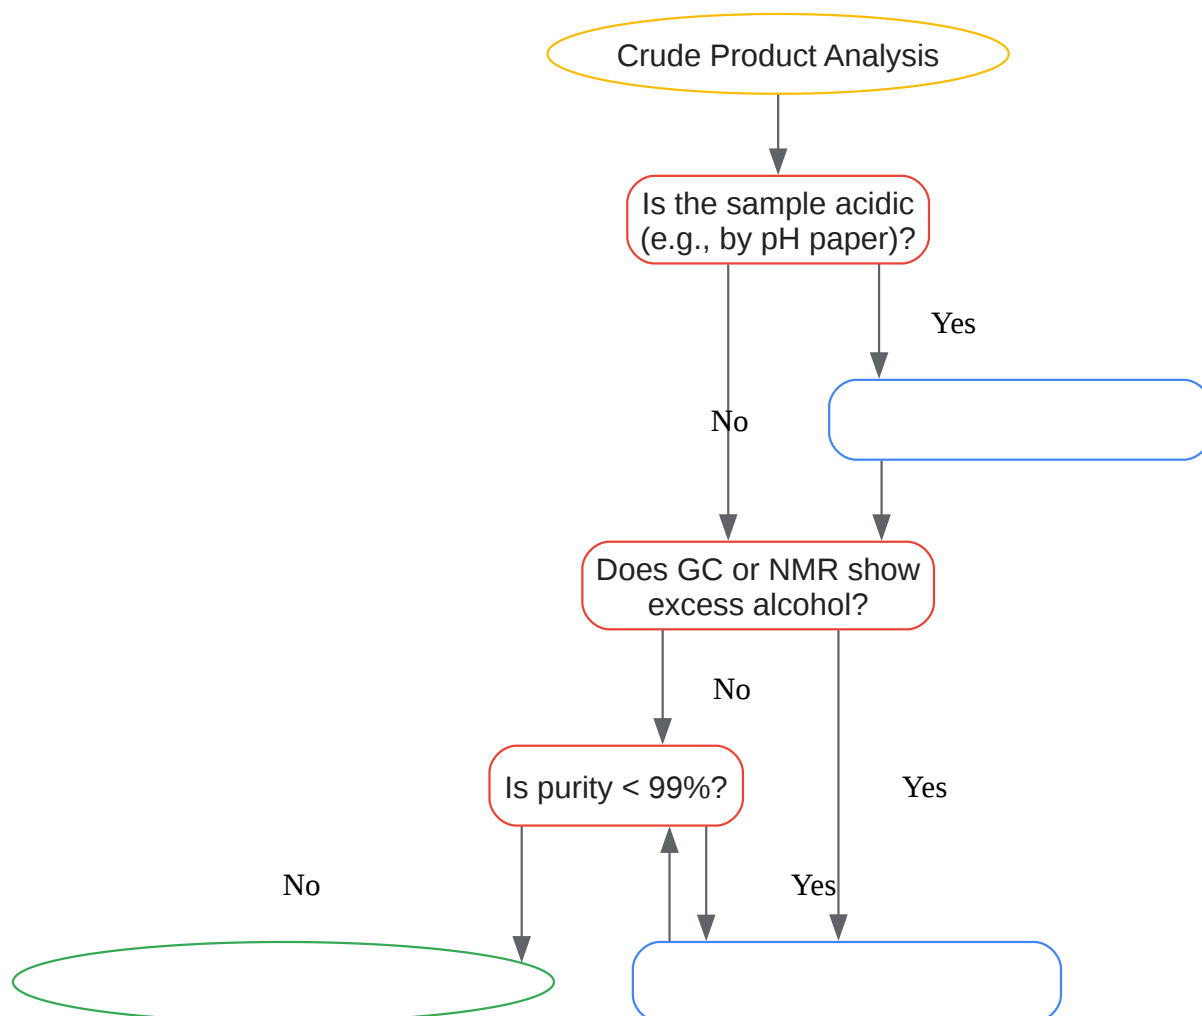 Crude Product Analysis
Is the sample acidic
(e.g., by pH paper)?
Yes
No
Does GC or NMR show
excess alcohol?
No
Is purity < 99%?
Yes
No
Yes